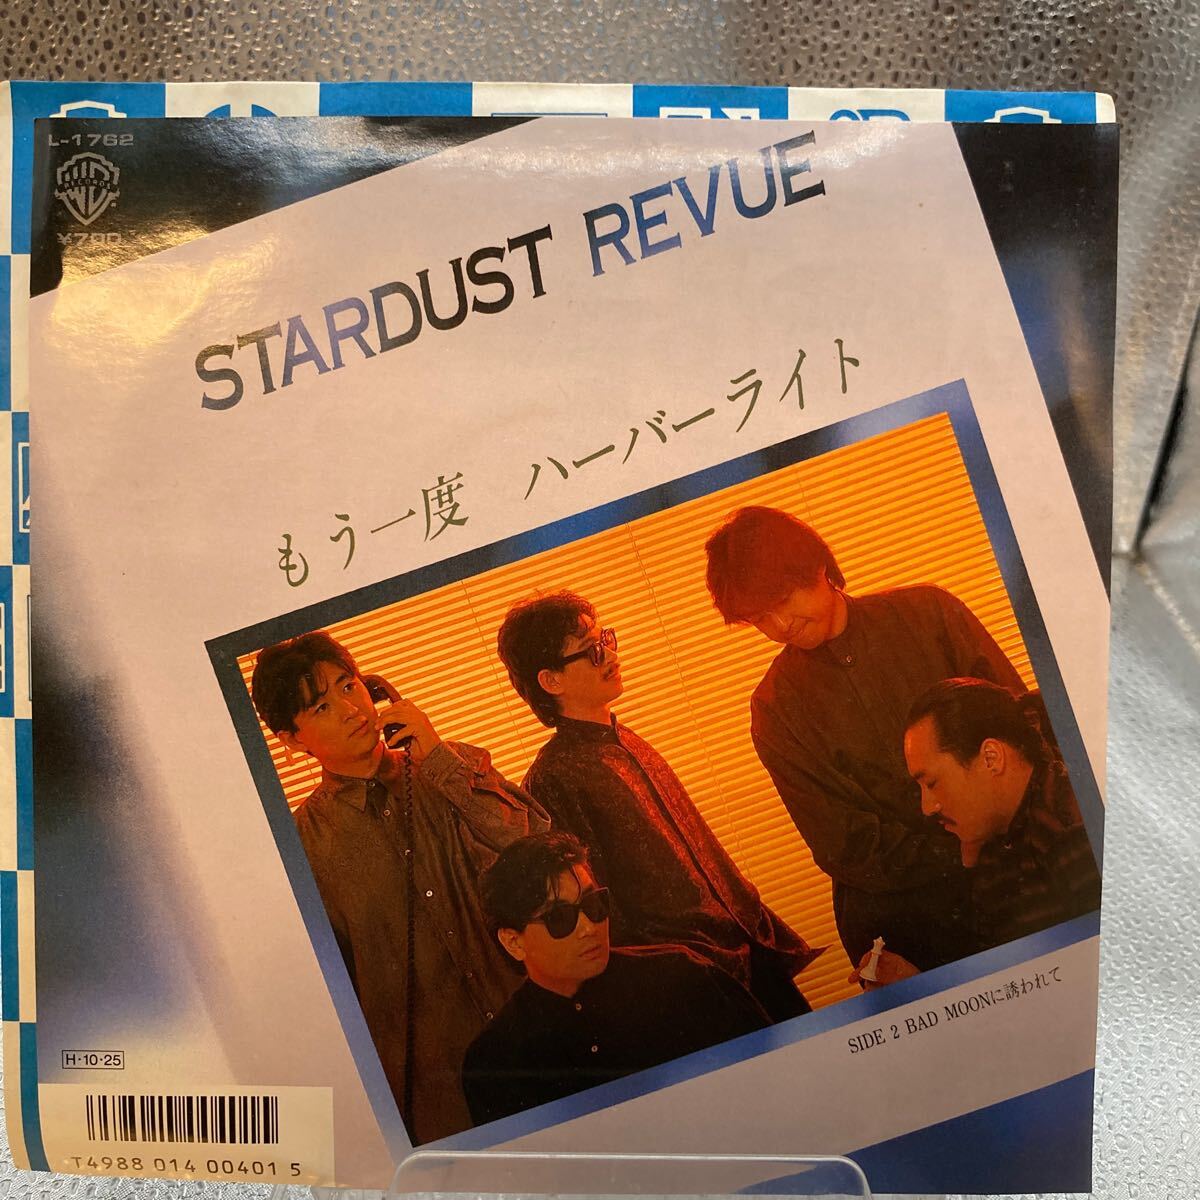 L-1762
RECORDS
¥700
STARDUST REVUE
もう一度 ハーバーライト
SIDE 2 BAD MOONに誘われて
H・10・25
T4988 014 00401 5